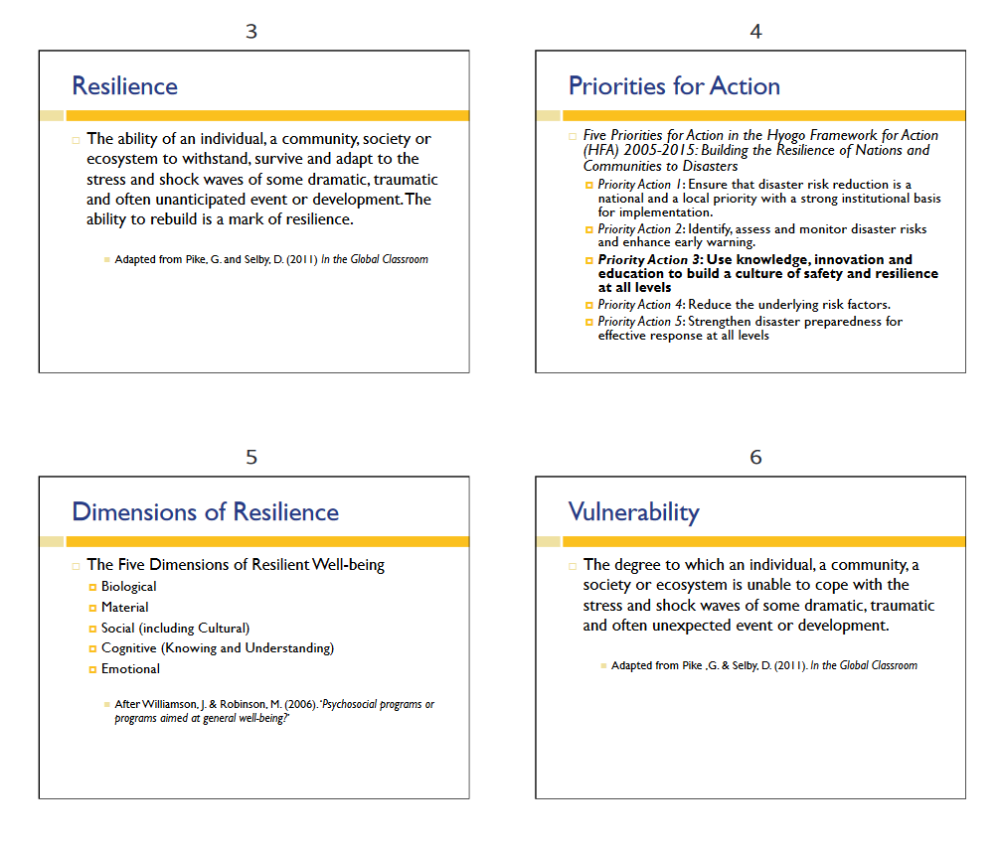 3
Resilience
The ability of an individual, a community, society or
ecosystem to withstand, survive and adapt to the
stress and shock waves of some dramatic, traumatic
and often unanticipated event or development. The
ability to rebuild is a mark of resilience.
Adapted from Pike, G. and Selby, D. (2011) In the Global Classroom
4
Priorities for Action
Five Priorities for Action in the Hyogo Framework for Action
(HFA) 2005-2015: Building the Resilience of Nations and
Communities to Disasters
Priority Action 1: Ensure that disaster risk reduction is a
national and a local priority with a strong institutional basis
for implementation.
Priority Action 2: Identify, assess and monitor disaster risks
and enhance early warning.
Priority Action 3: Use knowledge, innovation and
education to build a culture of safety and resilience
at all levels
Priority Action 4: Reduce the underlying risk factors.
Priority Action 5: Strengthen disaster preparedness for
effective response at all levels
5
Dimensions of Resilience
The Five Dimensions of Resilient Well-being
Biological
Material
Social (including Cultural)
Cognitive (Knowing and Understanding)
Emotional
After Williamson, J. & Robinson, M. (2006). 'Psychosocial programs or
programs aimed at general well-being?'
6
Vulnerability
The degree to which an individual, a community, a
society or ecosystem is unable to cope with the
stress and shock waves of some dramatic, traumatic
and often unexpected event or development.
Adapted from Pike ,G. & Selby, D. (2011). In the Global Classroom